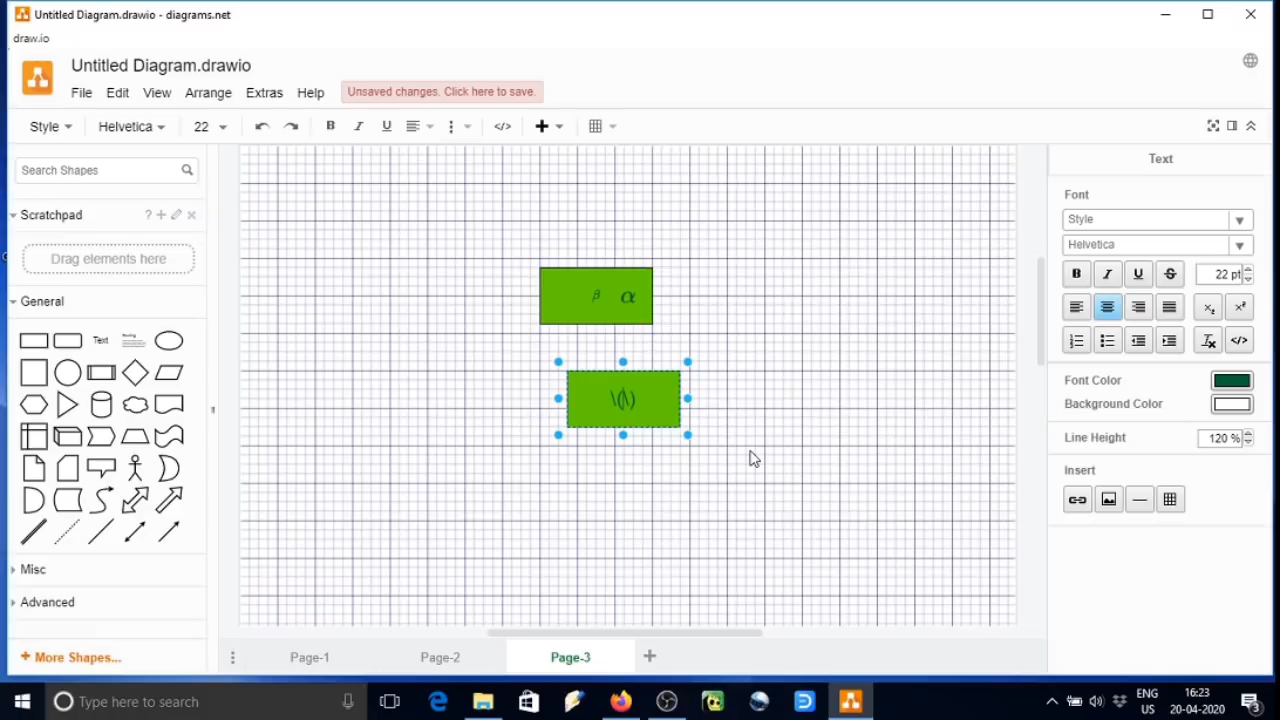 Untitled Diagram.drawio - diagrams.net
draw.io
Untitled Diagram.drawio
File Edit View Arrange Extras Help Unsaved changes. Click here to save.
Style Helvetica 22 B I U </>
Search Shapes
Scratchpad ?
Drag elements here
General
Text
Misc
Advanced
+ More Shapes...
β α
\(\)
Page-1 Page-2 Page-3
Text
Font
Style
Helvetica
B I U S 22 pt
Font Color
Background Color
Line Height 120 %
Insert
Type here to search
ENG
US
16:23
20-04-2020
3